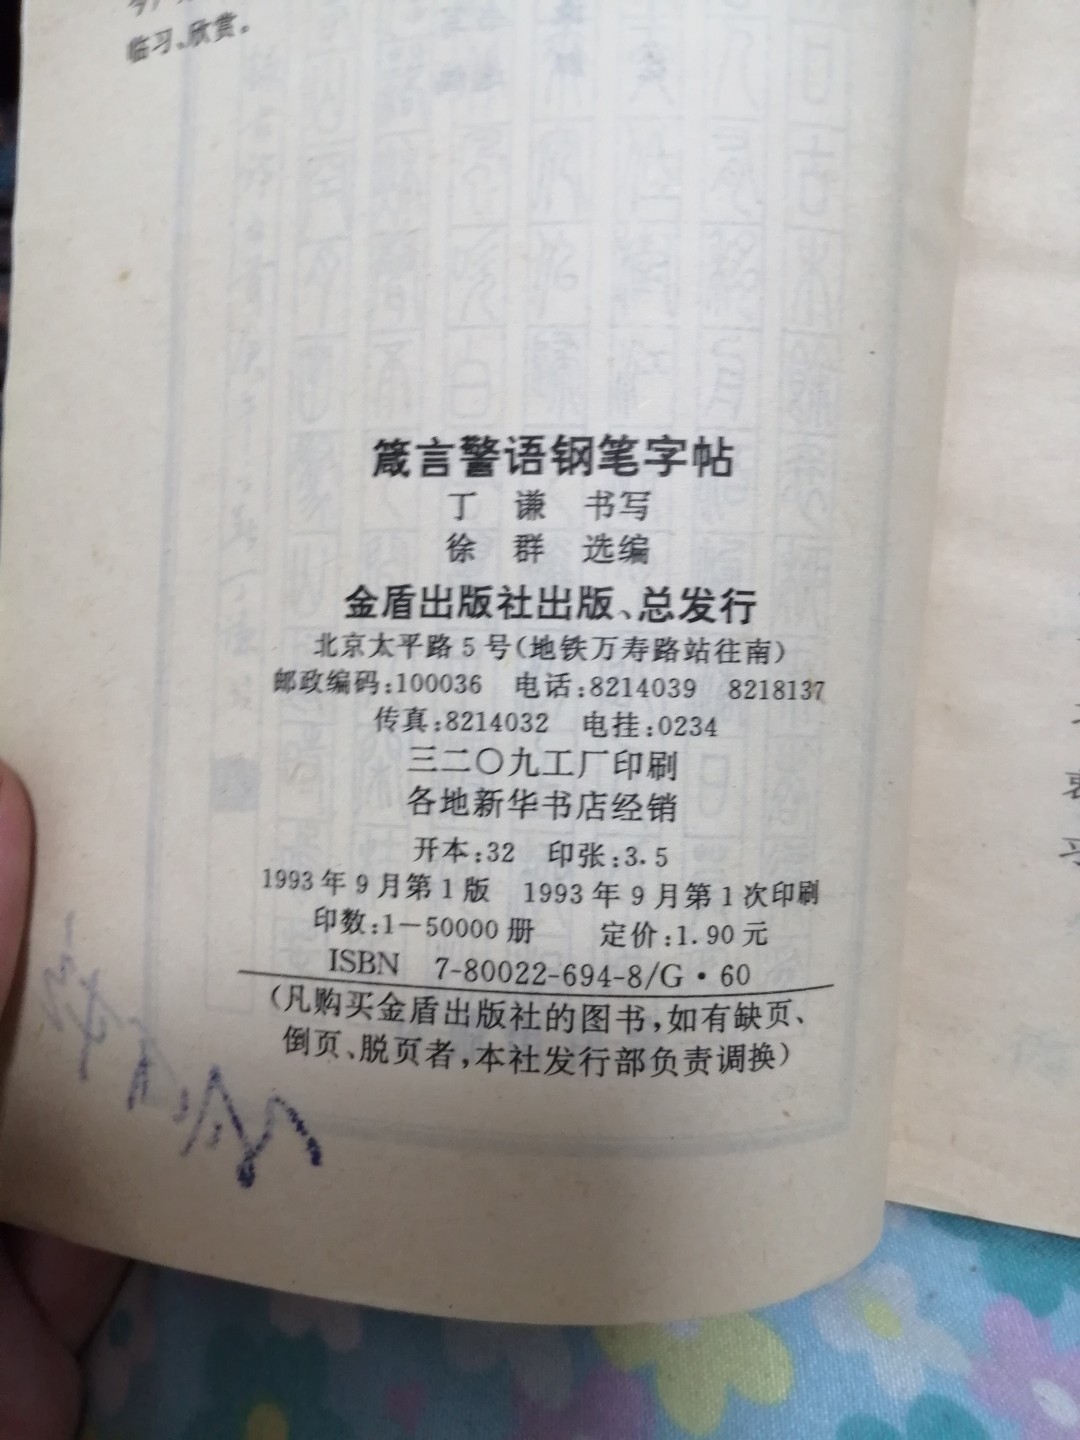 临习、欣赏。
箴言警语钢笔字帖
丁 谦 书写
徐 群 选编
金盾出版社出版、总发行
北京太平路5号(地铁万寿路站往南)
邮政编码:100036 电话:8214039 8218137
传真:8214032 电挂:0234
三二〇九工厂印刷
各地新华书店经销
开本:32 印张:3.5
1993年9月第1版 1993年9月第1次印刷
印数:1—50000册 定价:1.90元
ISBN 7-80022-694-8/G·60
(凡购买金盾出版社的图书,如有缺页、
倒页、脱页者,本社发行部负责调换)